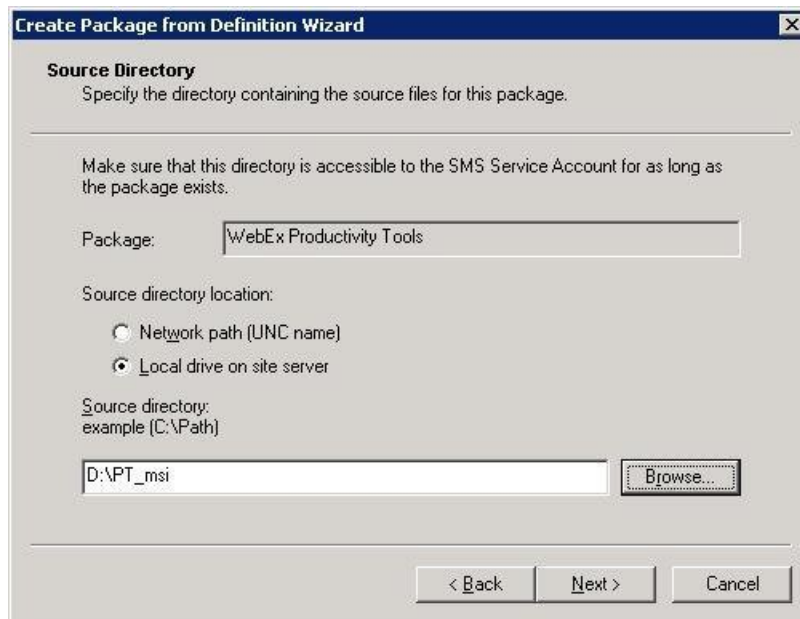 Create Package from Definition Wizard
Source Directory
Specify the directory containing the source files for this package.
Make sure that this directory is accessible to the SMS Service Account for as long as
the package exists.
Package: WebEx Productivity Tools
Source directory location:
Network path (UNC name)
Local drive on site server
Source directory:
example (C:\Path)
D:\PT_msi Browse...
< Back Next > Cancel